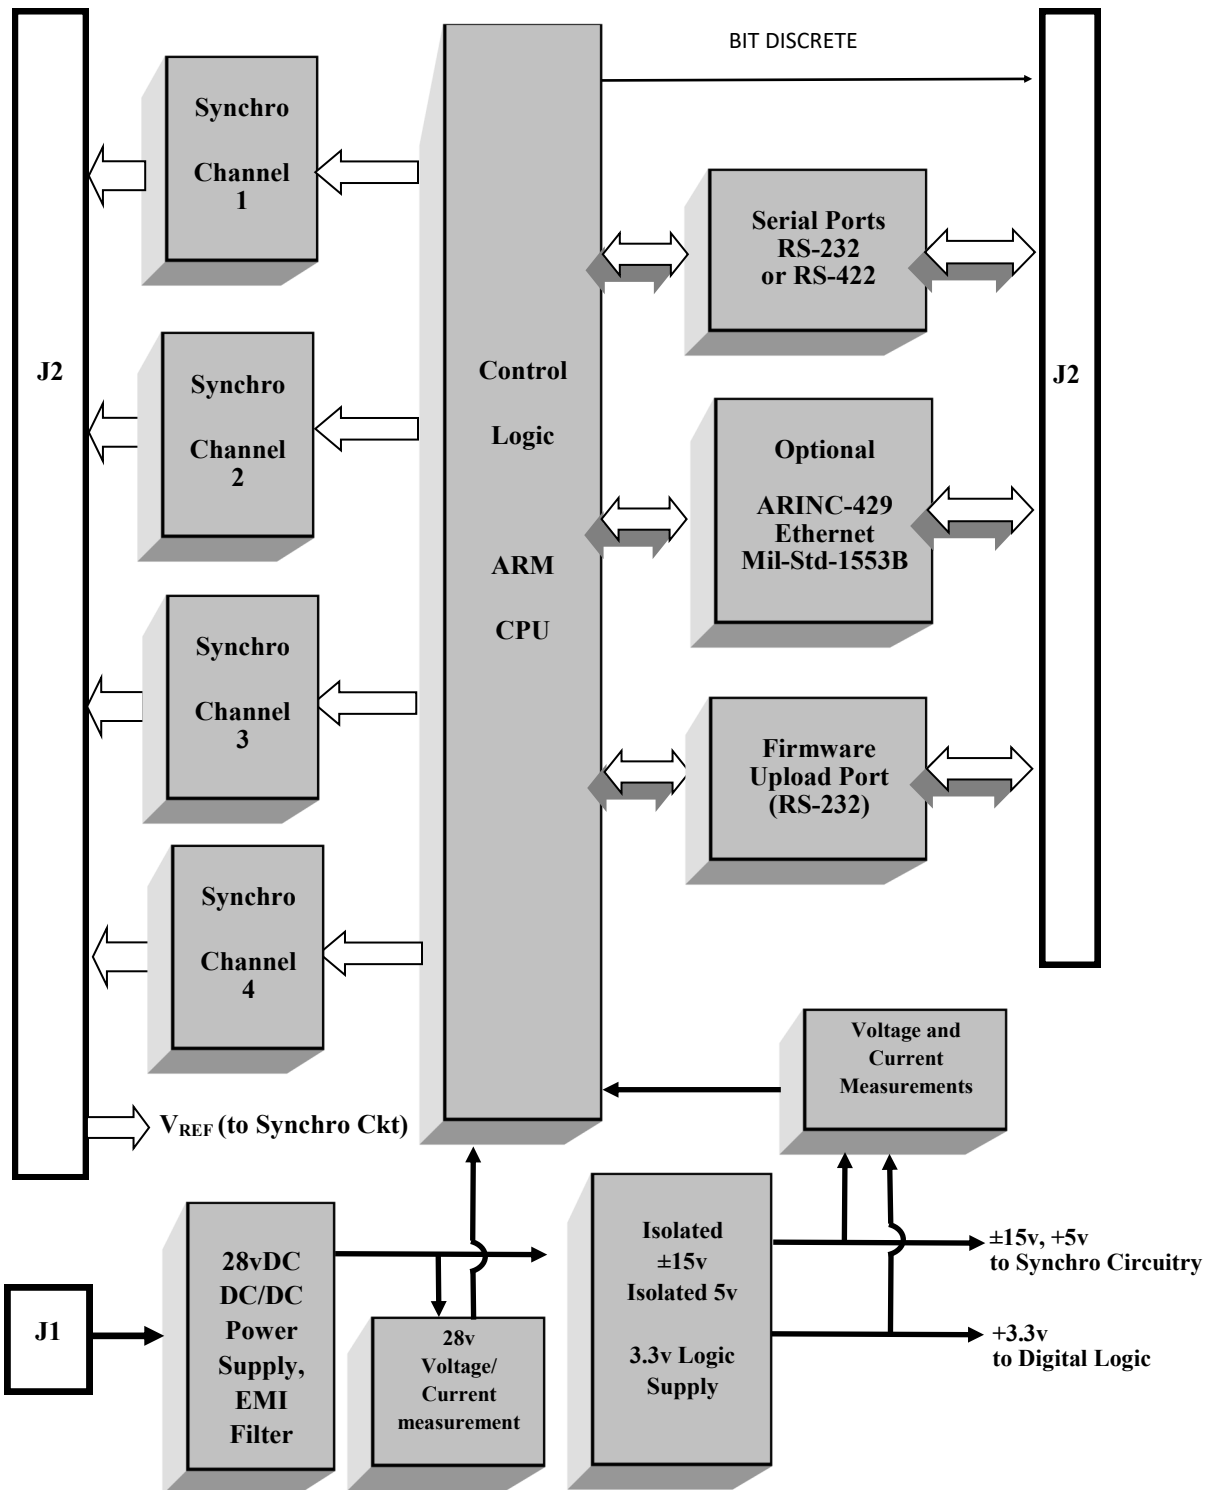 BIT DISCRETE
J2
Synchro
Channel
1
Synchro
Channel
2
Synchro
Channel
3
Synchro
Channel
4
VREF (to Synchro Ckt)
Control
Logic
ARM
CPU
Serial Ports
RS-232
or RS-422
Optional
ARINC-429
Ethernet
Mil-Std-1553B
Firmware
Upload Port
(RS-232)
J2
Voltage and
Current
Measurements
J1
28vDC
DC/DC
Power
Supply,
EMI
Filter
28v
Voltage/
Current
measurement
Isolated
±15v
Isolated 5v
3.3v Logic
Supply
±15v, +5v
to Synchro Circuitry
+3.3v
to Digital Logic